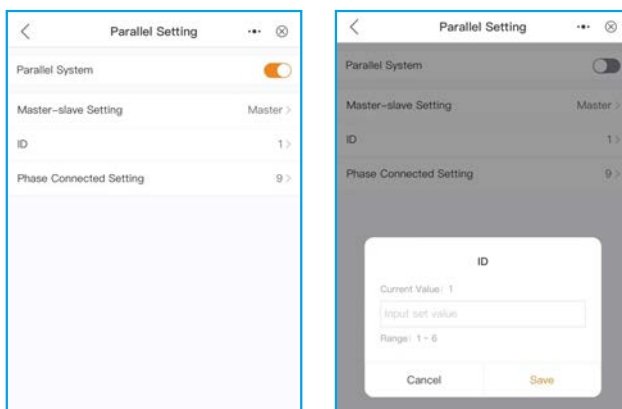 Parallel Setting
Parallel System
Master-slave Setting Master >
ID 1 >
Phase Connected Setting 9 >
Parallel Setting
Parallel System
Master-slave Setting Master >
ID 1 >
Phase Connected Setting 9 >
ID
Current Value: 1
Input set value
Range: 1 - 6
Cancel Save